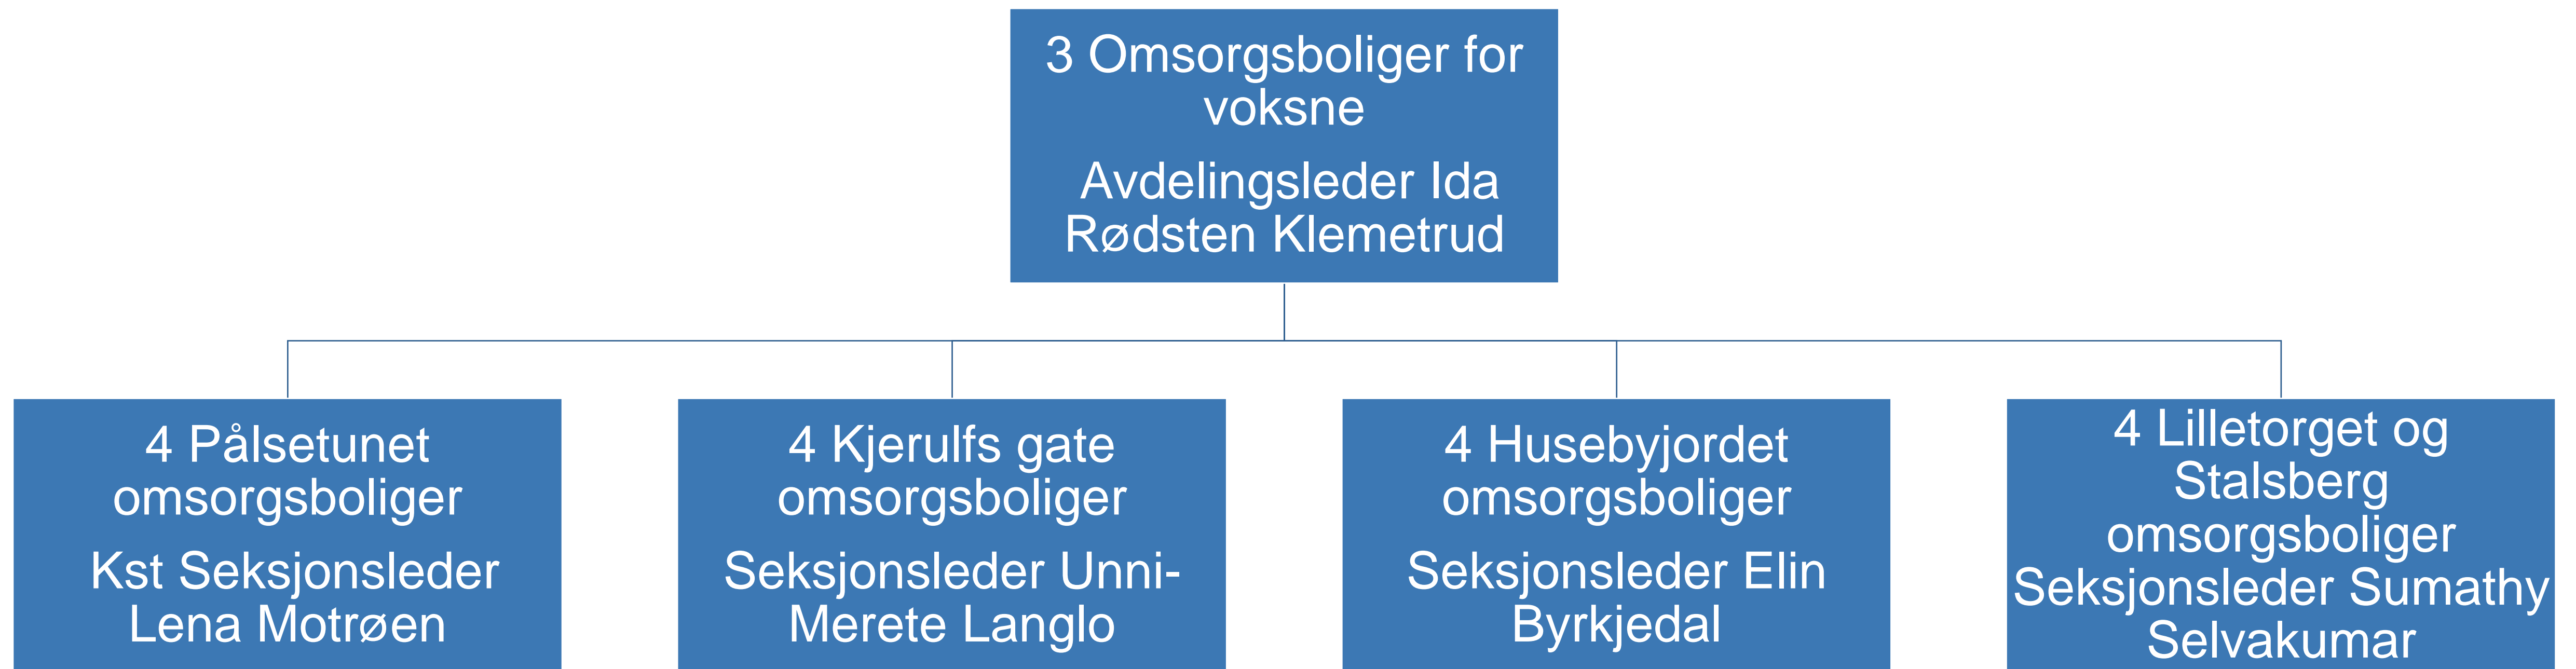 3 Omsorgsboliger for
voksne
Avdelingsleder Ida
Rødsten Klemetrud
4 Pålsetunet
omsorgsboliger
Kst Seksjonsleder
Lena Motrøen
4 Kjerulfs gate
omsorgsboliger
Seksjonsleder Unni-
Merete Langlo
4 Husebyjordet
omsorgsboliger
Seksjonsleder Elin
Byrkjedal
4 Lilletorget og
Stalsberg
omsorgsboliger
Seksjonsleder Sumathy
Selvakumar